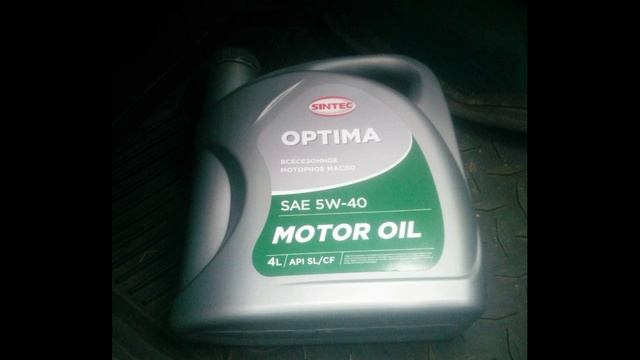 SINTEC
OPTIMA
ВСЕСЕЗОННОЕ
МОТОРНОЕ МАСЛО
SAE 5W-40
MOTOR OIL
4L / API SL/CF